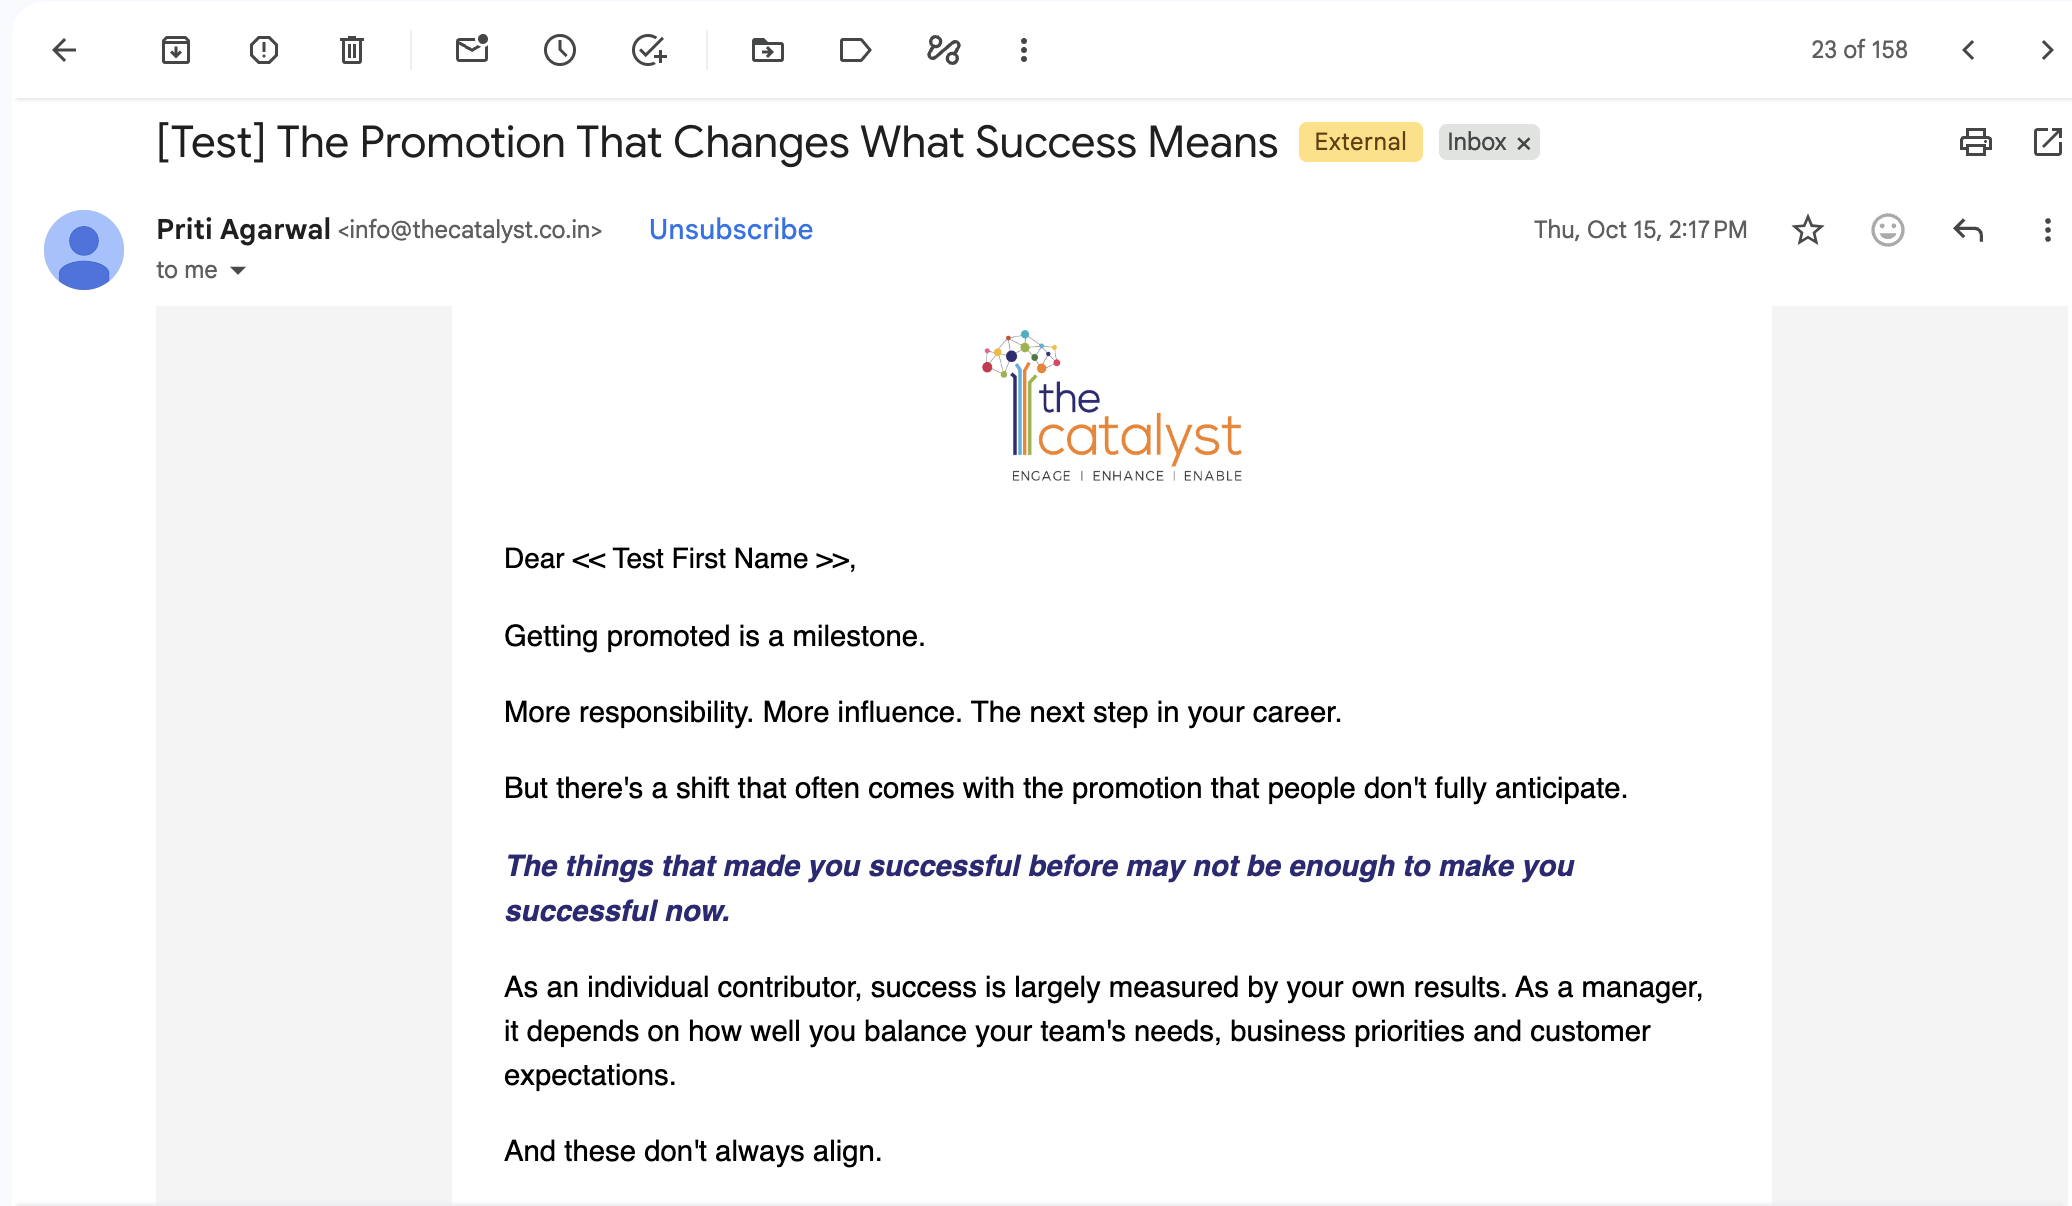 23 of 158
[Test] The Promotion That Changes What Success Means External Inbox ×
Priti Agarwal <info@thecatalyst.co.in> Unsubscribe Thu, Oct 15, 2:17 PM
to me
the
catalyst
ENGAGE | ENHANCE | ENABLE
Dear << Test First Name >>,
Getting promoted is a milestone.
More responsibility. More influence. The next step in your career.
But there's a shift that often comes with the promotion that people don't fully anticipate.
The things that made you successful before may not be enough to make you
successful now.
As an individual contributor, success is largely measured by your own results. As a manager,
it depends on how well you balance your team's needs, business priorities and customer
expectations.
And these don't always align.